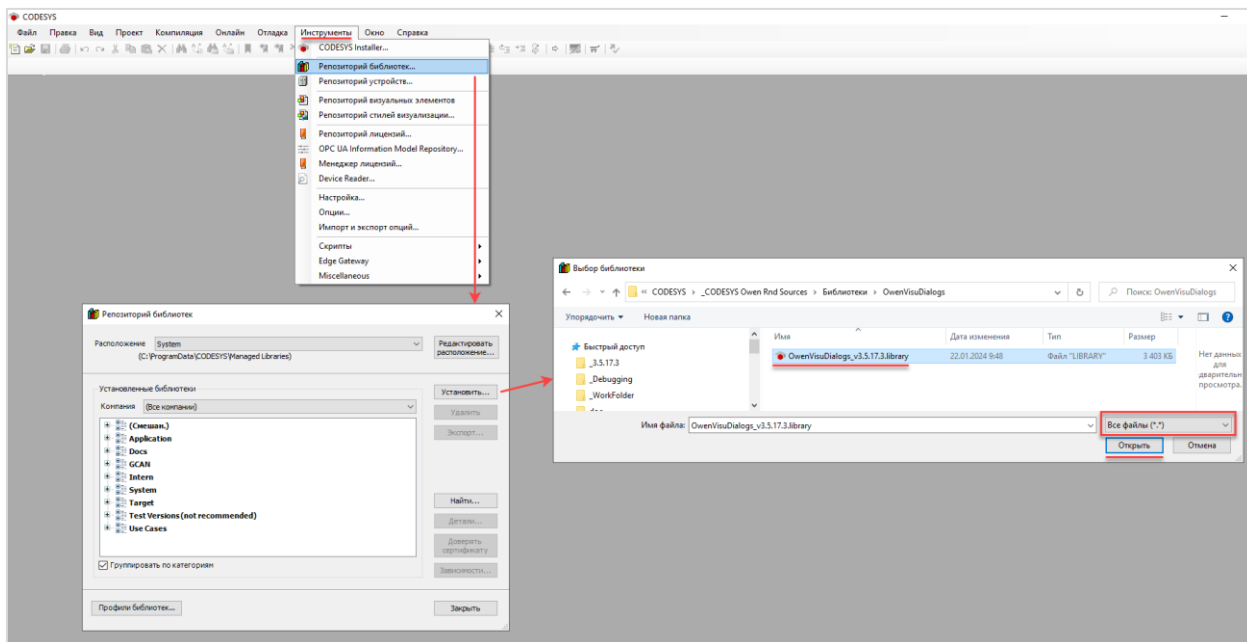 CODESYS
Файл Правка Вид Проект Компиляция Онлайн Отладка Инструменты Окно Справка
CODESYS Installer...
Репозиторий библиотек...
Репозиторий устройств...
Репозиторий визуальных элементов
Репозиторий стилей визуализации...
Репозиторий лицензий...
OPC UA Information Model Repository...
Менеджер лицензий...
Device Reader...
Настройка...
Опции...
Импорт и экспорт опций...
Скрипты
Edge Gateway
Miscellaneous
Репозиторий библиотек
Расположение System
Редактировать расположение...
(C:\ProgramData\CODESYS\Managed Libraries)
Установленные библиотеки
Компания (Все компании)
(Смешан.)
Application
Docs
GCAN
Intern
System
Target
Test Versions (not recommended)
Use Cases
Группировать по категориям
Установить...
Удалить
Экспорт...
Найти...
Детали...
Доверять сертификату
Зависимости...
Профили библиотек...
Закрыть
Выбор библиотеки
« CODESYS › _CODESYS Owen Rnd Sources › Библиотеки › OwenVisuDialogs
Поиск: OwenVisuDialogs
Упорядочить Новая папка
Имя Дата изменения Тип Размер
Быстрый доступ
_3.5.17.3
_Debugging
_WorkFolder
OwenVisuDialogs_v3.5.17.3.library 22.01.2024 9:48 Файл "LIBRARY" 3 403 КБ
Нет данных
для
просмотра.
Имя файла: OwenVisuDialogs_v3.5.17.3.library
Все файлы (*.*)
Открыть Отмена